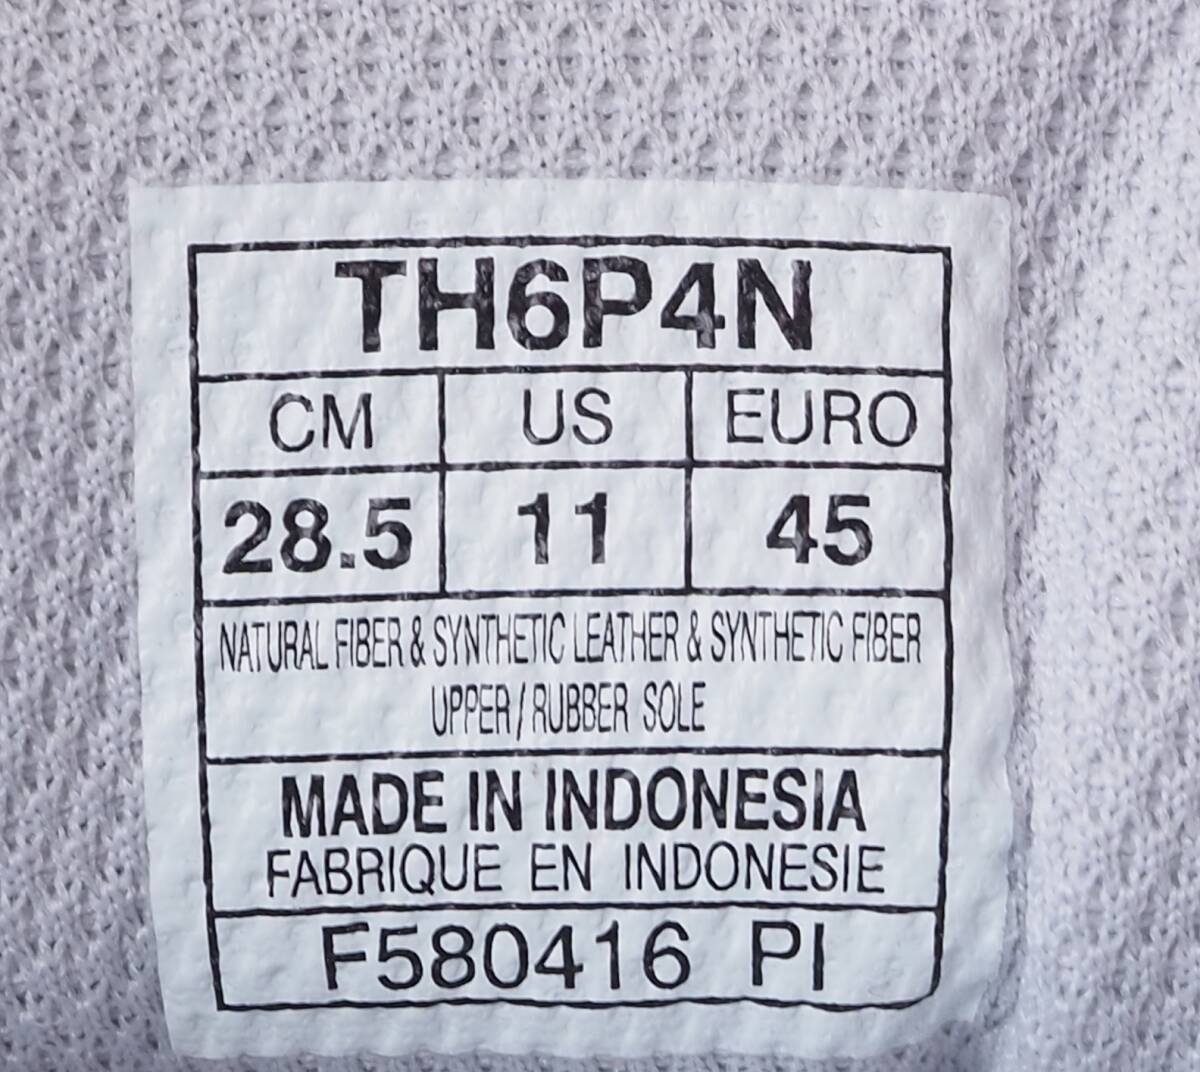 TH6P4N
CM US EURO
28.5 11 45
NATURAL FIBER & SYNTHETIC LEATHER & SYNTHETIC FIBER
UPPER / RUBBER SOLE
MADE IN INDONESIA
FABRIQUE EN INDONESIE
F580416 PI